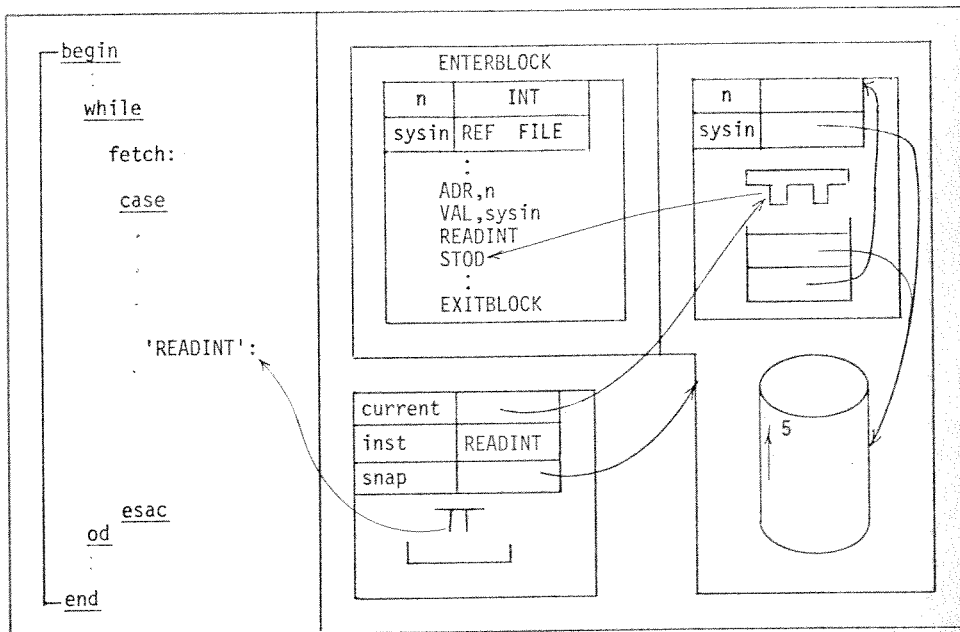 begin
:
while
fetch:
case
.
.
.
'READINT':
.
esac
od
:
end
ENTERBLOCK
n INT
sysin REF FILE
:
ADR,n
VAL,sysin
READINT
STOD
:
EXITBLOCK
n
sysin
5
current
inst READINT
snap